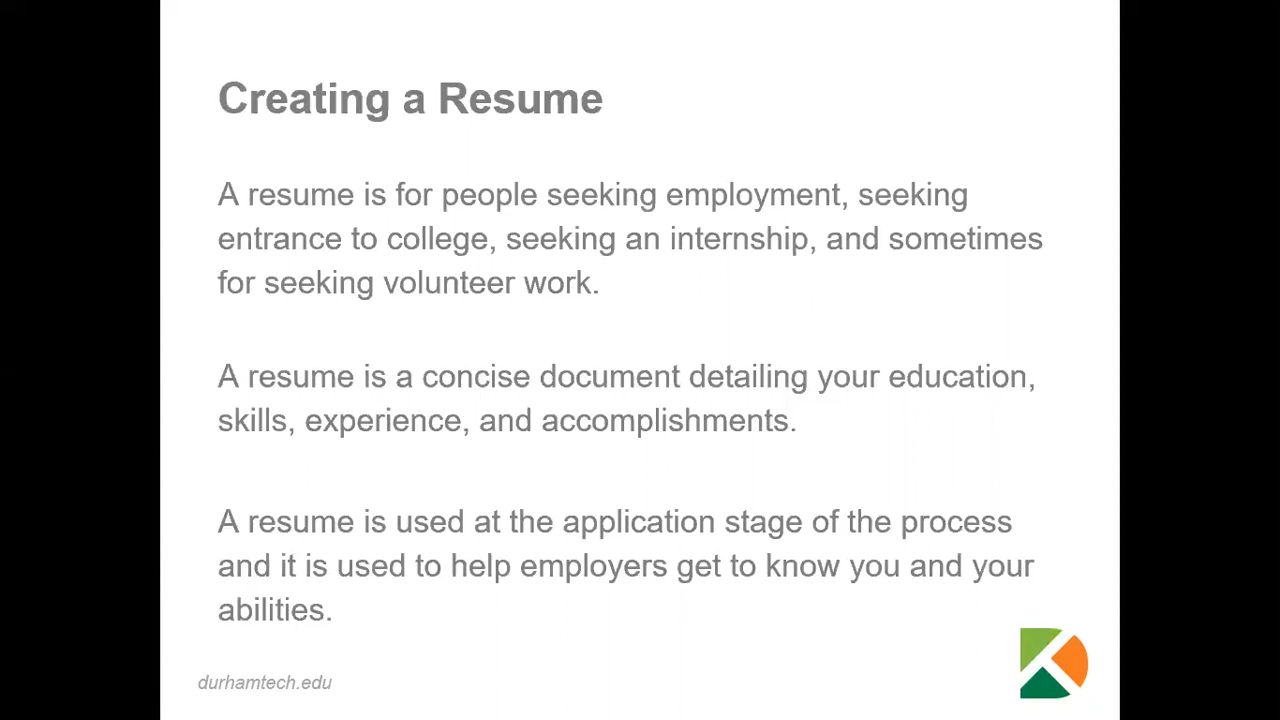 Creating a Resume
A resume is for people seeking employment, seeking
entrance to college, seeking an internship, and sometimes
for seeking volunteer work.
A resume is a concise document detailing your education,
skills, experience, and accomplishments.
A resume is used at the application stage of the process
and it is used to help employers get to know you and your
abilities.
durhamtech.edu